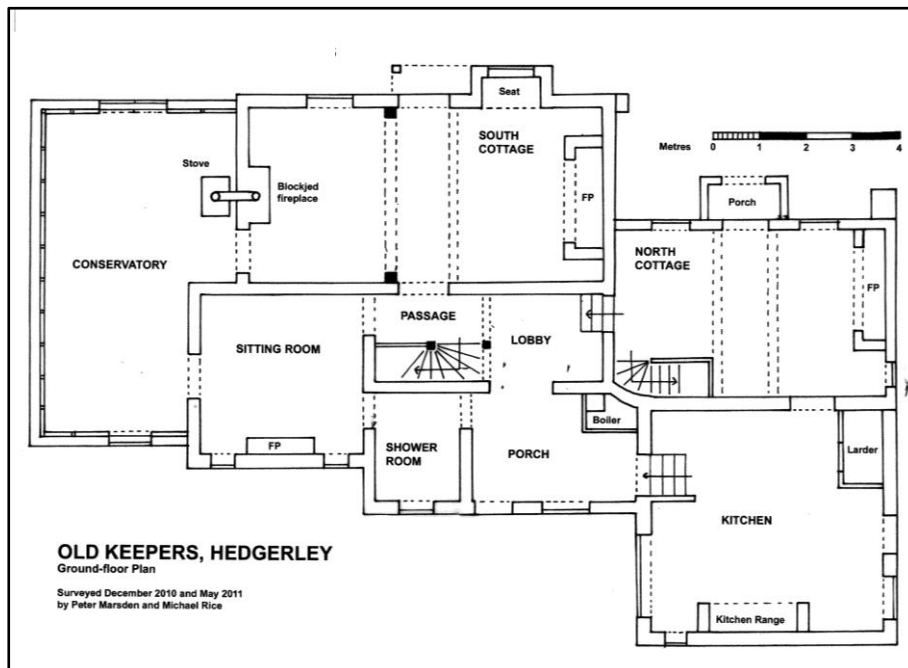 Seat
SOUTH
COTTAGE
Metres 0 1 2 3 4
Stove
Blockjed
fireplace
FP
Porch
CONSERVATORY
NORTH
COTTAGE
FP
PASSAGE
SITTING ROOM
LOBBY
FP
SHOWER
ROOM
Boiler
PORCH
Larder
KITCHEN
Kitchen Range
OLD KEEPERS, HEDGERLEY
Ground-floor Plan
Surveyed December 2010 and May 2011
by Peter Marsden and Michael Rice